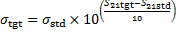 σtgt = σstd × 10^((S21tgt−S21std)/10)